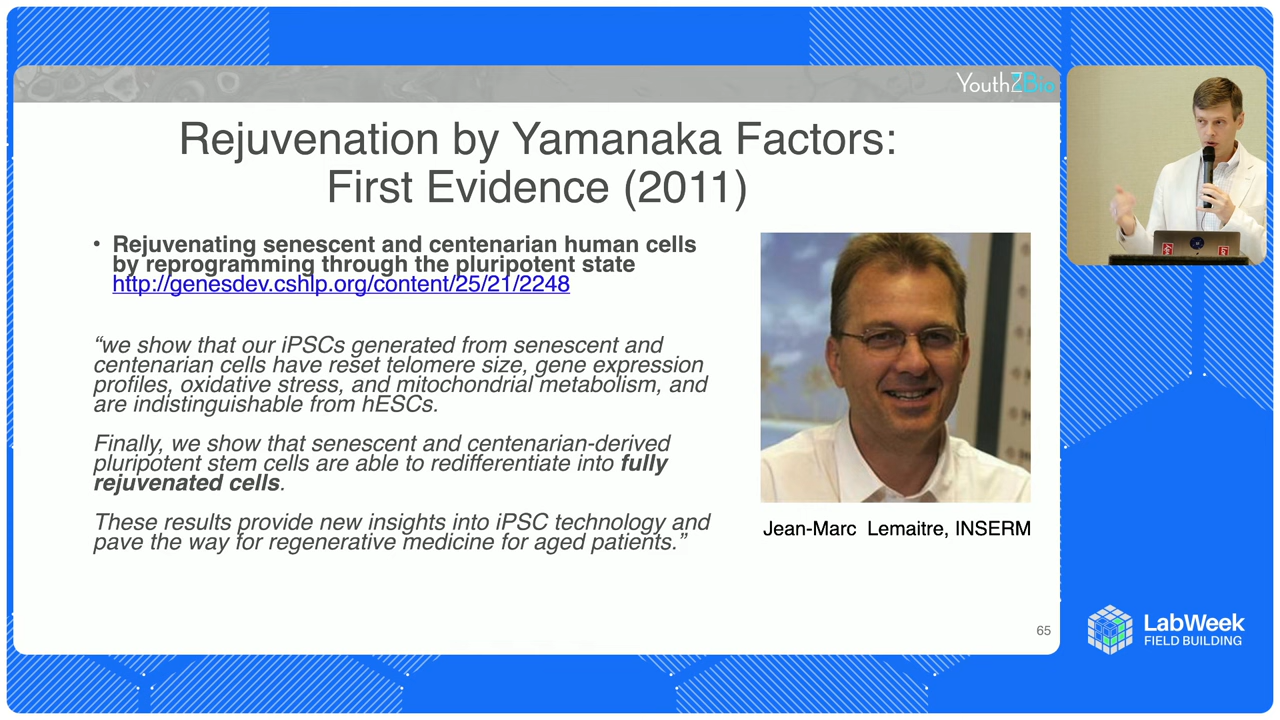 YouthZBio
Rejuvenation by Yamanaka Factors:
First Evidence (2011)
• Rejuvenating senescent and centenarian human cells
by reprogramming through the pluripotent state
http://genesdev.cshlp.org/content/25/21/2248
“we show that our iPSCs generated from senescent and
centenarian cells have reset telomere size, gene expression
profiles, oxidative stress, and mitochondrial metabolism, and
are indistinguishable from hESCs.
Finally, we show that senescent and centenarian-derived
pluripotent stem cells are able to redifferentiate into fully
rejuvenated cells.
These results provide new insights into iPSC technology and
pave the way for regenerative medicine for aged patients.”
Jean-Marc Lemaitre, INSERM
65
LabWeek
FIELD BUILDING